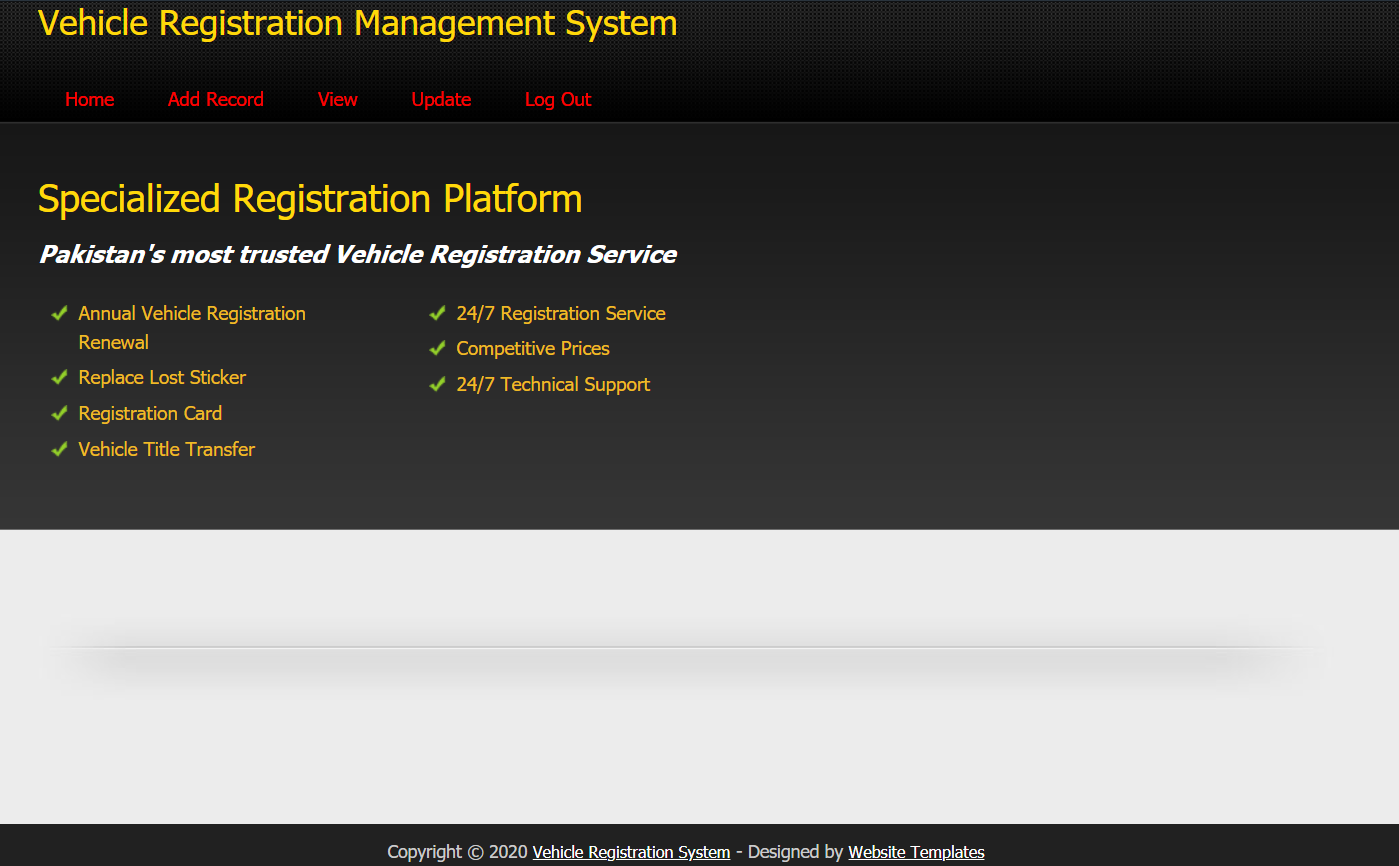 Vehicle Registration Management System
Home Add Record View Update Log Out
Specialized Registration Platform
Pakistan's most trusted Vehicle Registration Service
Annual Vehicle Registration
Renewal
Replace Lost Sticker
Registration Card
Vehicle Title Transfer
24/7 Registration Service
Competitive Prices
24/7 Technical Support
Copyright © 2020 Vehicle Registration System - Designed by Website Templates